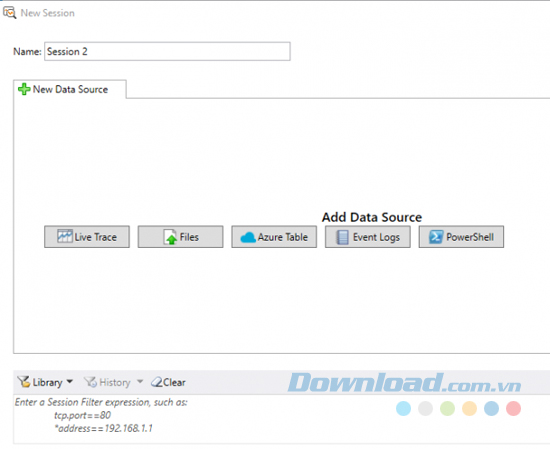 New Session
Name: Session 2
New Data Source
Add Data Source
Live Trace Files Azure Table Event Logs PowerShell
Library History Clear
Download.com.vn
Enter a Session Filter expression, such as:
tcp.port==80
*address==192.168.1.1